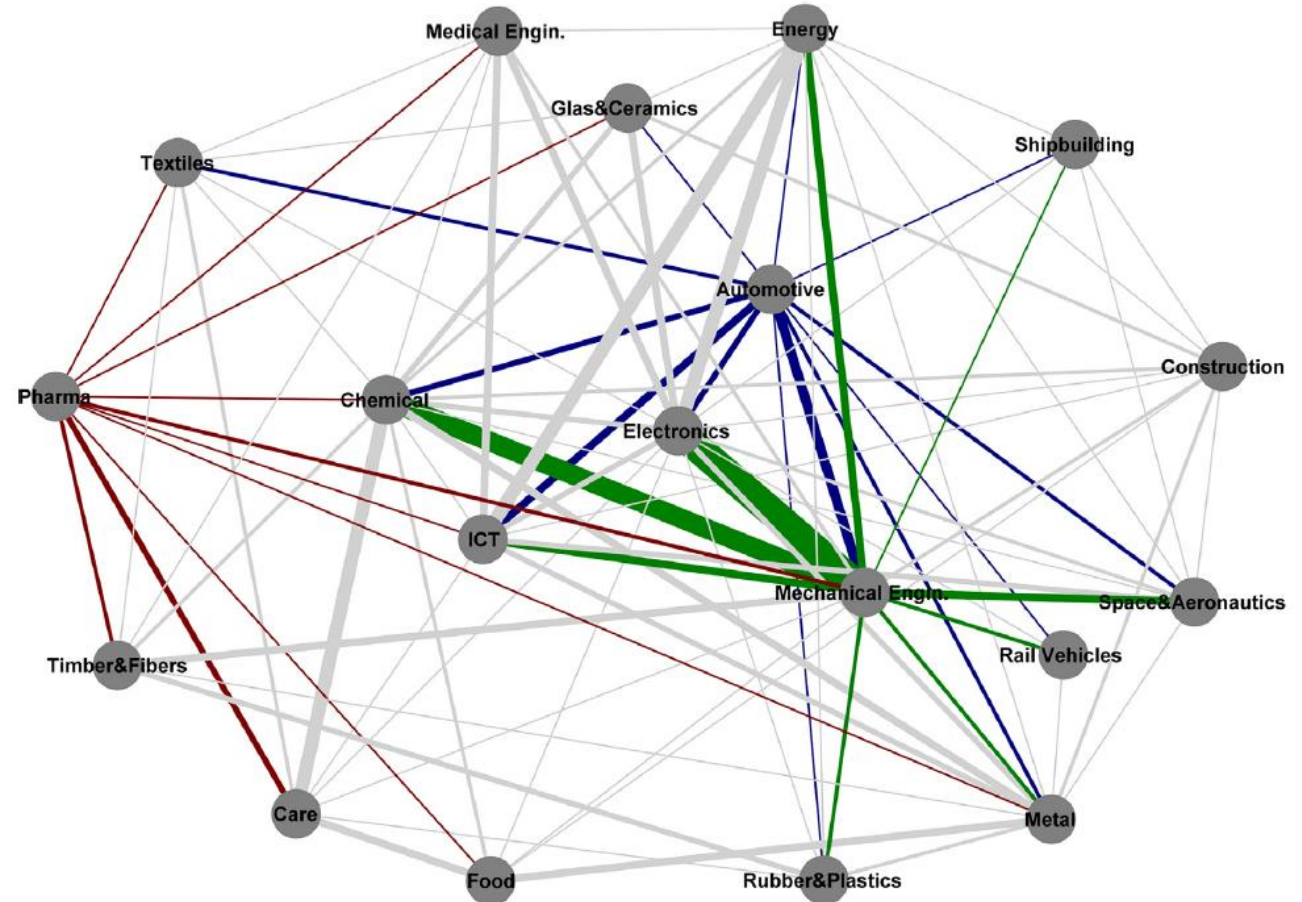 Medical Engin.
Energy
Glas&Ceramics
Shipbuilding
Textiles
Automotive
Construction
Pharma
Chemical
Electronics
ICT
Mechanical Engin.
Space&Aeronautics
Rail Vehicles
Timber&Fibers
Care
Metal
Food
Rubber&Plastics